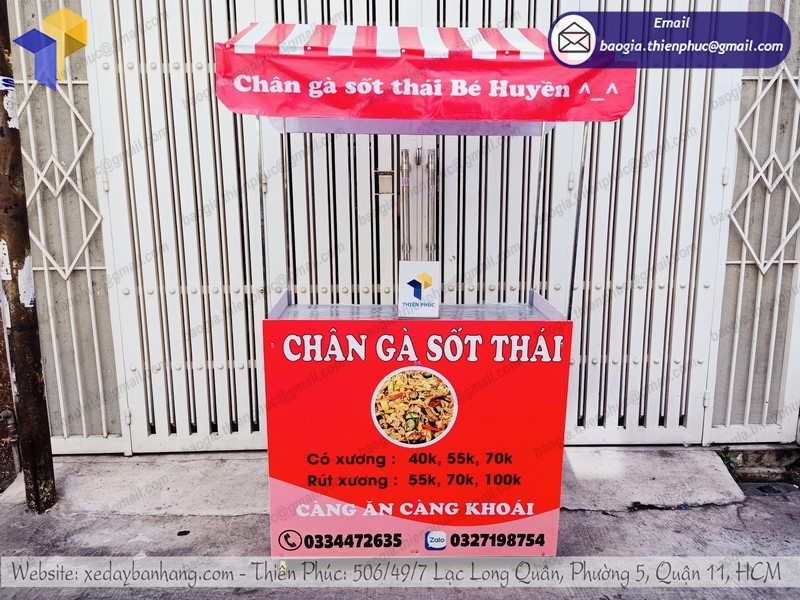 Email
baogia.thienphuc@gmail.com
Chân gà sốt thái Bé Huyền ^_^
THIÊN PHÚC
CHÂN GÀ SỐT THÁI
Có xương : 40k, 55k, 70k
Rút xương : 55k, 70k, 100k
CÀNG ĂN CÀNG KHOÁI
0334472635
Zalo 0327198754
Website: xedaybanhang.com - Thiên Phúc: 506/49/7 Lạc Long Quân, Phường 5, Quận 11, HCM